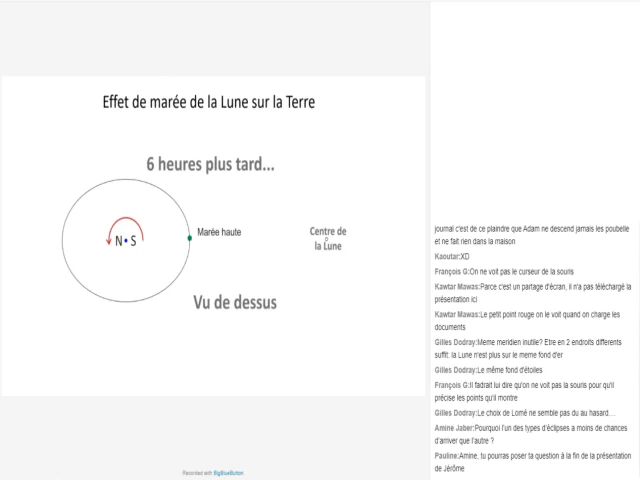 Effet de marée de la Lune sur la Terre
6 heures plus tard...
N • S
Marée haute
Centre de
la Lune
Vu de dessus
Recorded with BigBlueButton.
journal c'est de ce plaindre que Adam ne descend jamais les poubelle
et ne fait rien dans la maison
Kaoutar:XD
François G:On ne voit pas le curseur de la souris
Kawtar Mawas:Parce c'est un partage d'écran, il n'a pas téléchargé la
présentation ici
Kawtar Mawas:Le petit point rouge on le voit quand on charge les
documents
Gilles Dodray:Meme meridien inutile? Etre en 2 endroits differents
suffit: la Lune n'est plus sur le meme fond d'er
Gilles Dodray:Le même fond d'étoiles
François G:Il fadrait lui dire qu'on ne voit pas la souris pour qu'il
précise les points qu'il montre
Gilles Dodray:Le choix de Lomé ne semble pas du au hasard....
Amine Jaber:Pourquoi l'un des types d'éclipses a moins de chances
d'arriver que l'autre ?
Pauline:Amine, tu pourras poser ta question à la fin de la présentation
de Jérôme